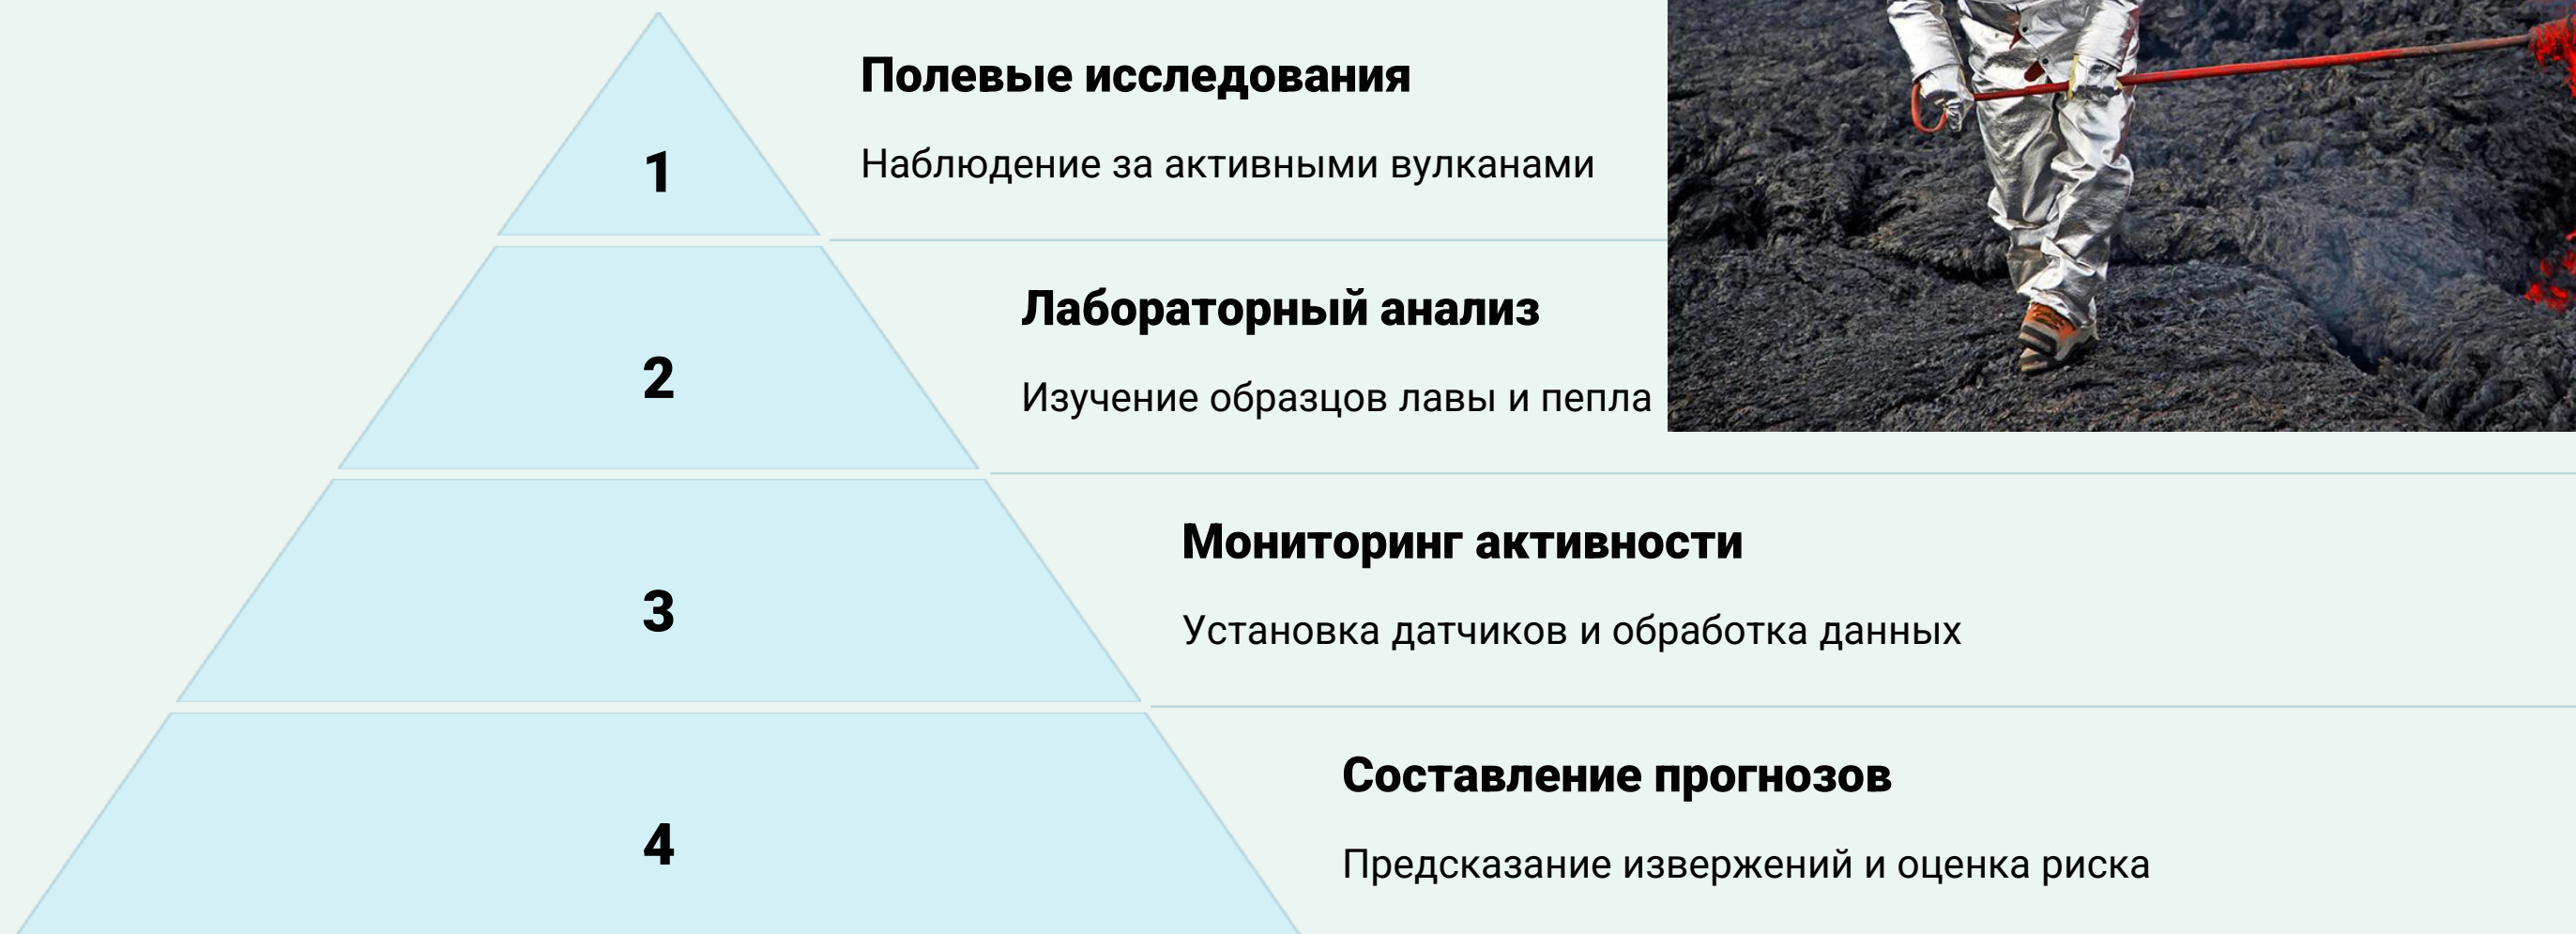 1
Полевые исследования
Наблюдение за активными вулканами
2
Лабораторный анализ
Изучение образцов лавы и пепла
3
Мониторинг активности
Установка датчиков и обработка данных
4
Составление прогнозов
Предсказание извержений и оценка риска